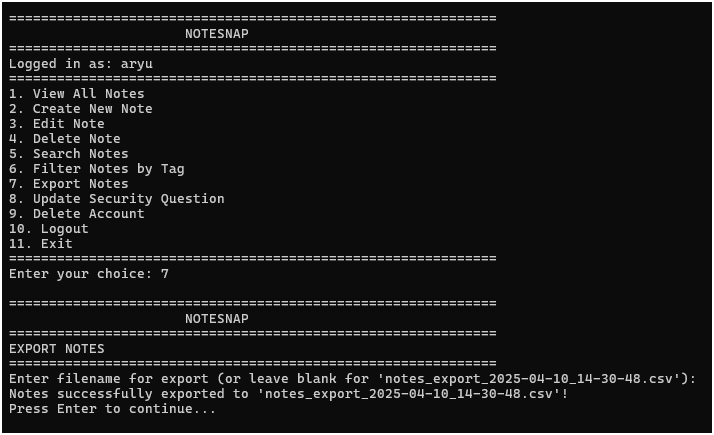 =============================================================
NOTESNAP
=============================================================
Logged in as: aryu
=============================================================
1. View All Notes
2. Create New Note
3. Edit Note
4. Delete Note
5. Search Notes
6. Filter Notes by Tag
7. Export Notes
8. Update Security Question
9. Delete Account
10. Logout
11. Exit
=============================================================
Enter your choice: 7
=============================================================
NOTESNAP
=============================================================
EXPORT NOTES
=============================================================
Enter filename for export (or leave blank for 'notes_export_2025-04-10_14-30-48.csv'):
Notes successfully exported to 'notes_export_2025-04-10_14-30-48.csv'!
Press Enter to continue...